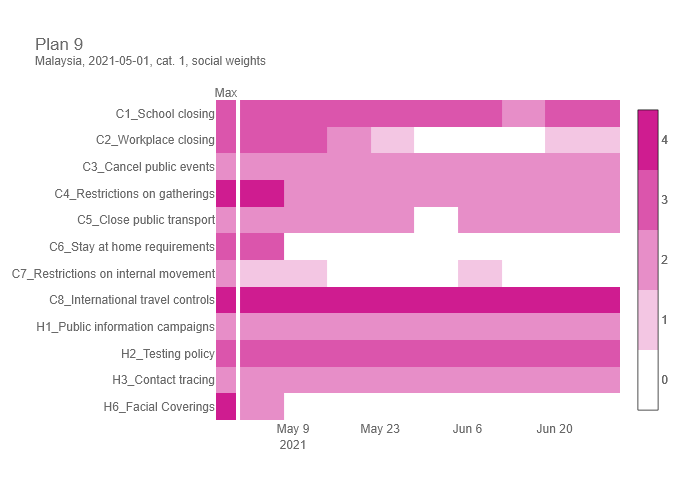 Plan 9
Malaysia, 2021-05-01, cat. 1, social weights
Max
C1_School closing
C2_Workplace closing
C3_Cancel public events
C4_Restrictions on gatherings
C5_Close public transport
C6_Stay at home requirements
C7_Restrictions on internal movement
C8_International travel controls
H1_Public information campaigns
H2_Testing policy
H3_Contact tracing
H6_Facial Coverings
May 9
2021
May 23
Jun 6
Jun 20
4
3
2
1
0